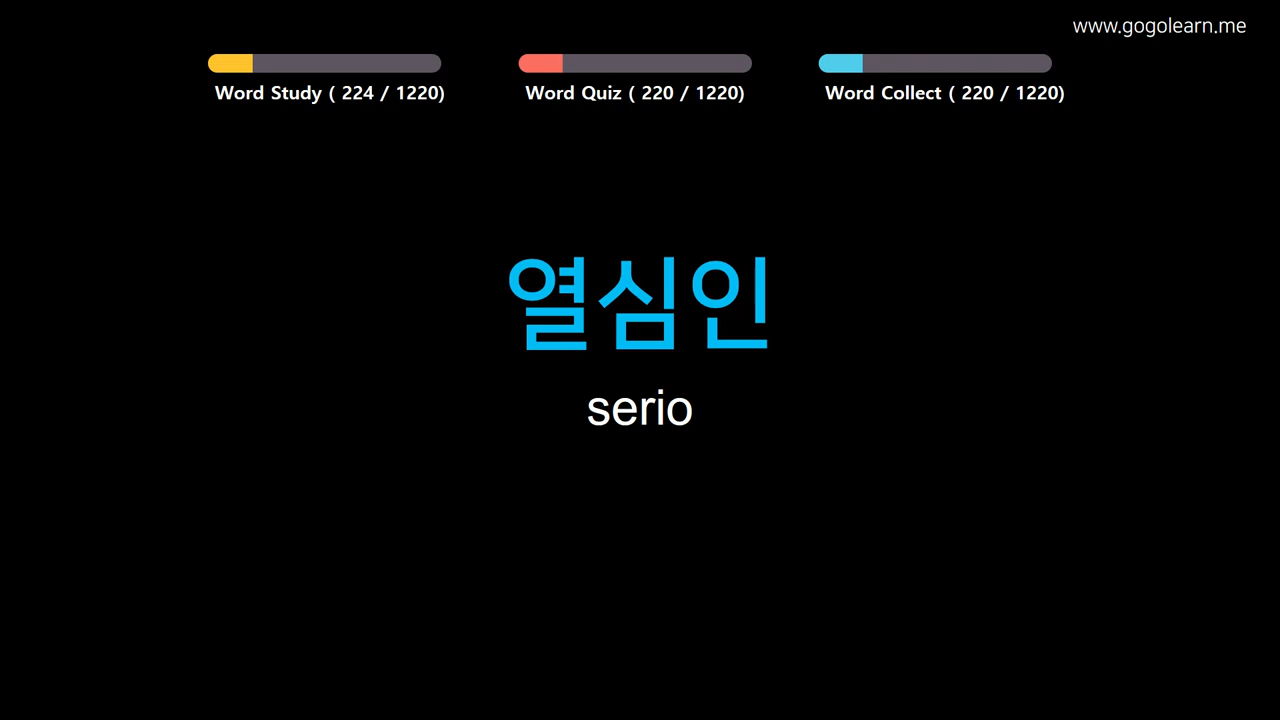 www.gogolearn.me
Word Study ( 224 / 1220)
Word Quiz ( 220 / 1220)
Word Collect ( 220 / 1220)
열심인
serio